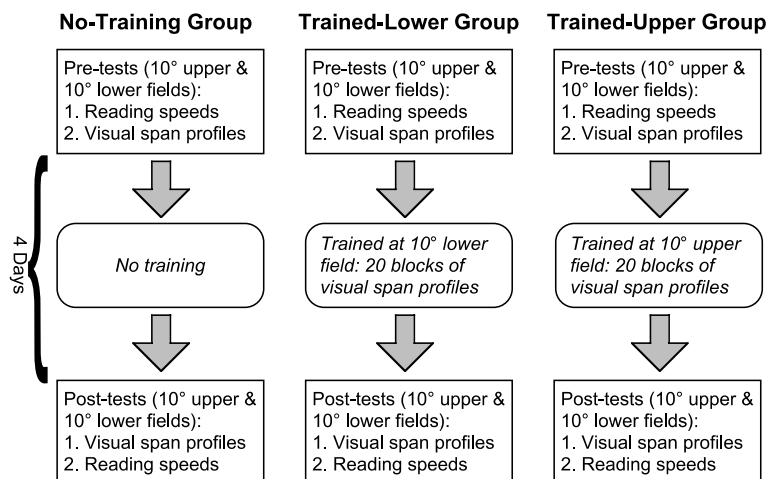 No-Training Group
Trained-Lower Group
Trained-Upper Group
Pre-tests (10° upper &
10° lower fields):
1. Reading speeds
2. Visual span profiles
Pre-tests (10° upper &
10° lower fields):
1. Reading speeds
2. Visual span profiles
Pre-tests (10° upper &
10° lower fields):
1. Reading speeds
2. Visual span profiles
4 Days
No training
Trained at 10° lower
field: 20 blocks of
visual span profiles
Trained at 10° upper
field: 20 blocks of
visual span profiles
Post-tests (10° upper &
10° lower fields):
1. Visual span profiles
2. Reading speeds
Post-tests (10° upper &
10° lower fields):
1. Visual span profiles
2. Reading speeds
Post-tests (10° upper &
10° lower fields):
1. Visual span profiles
2. Reading speeds